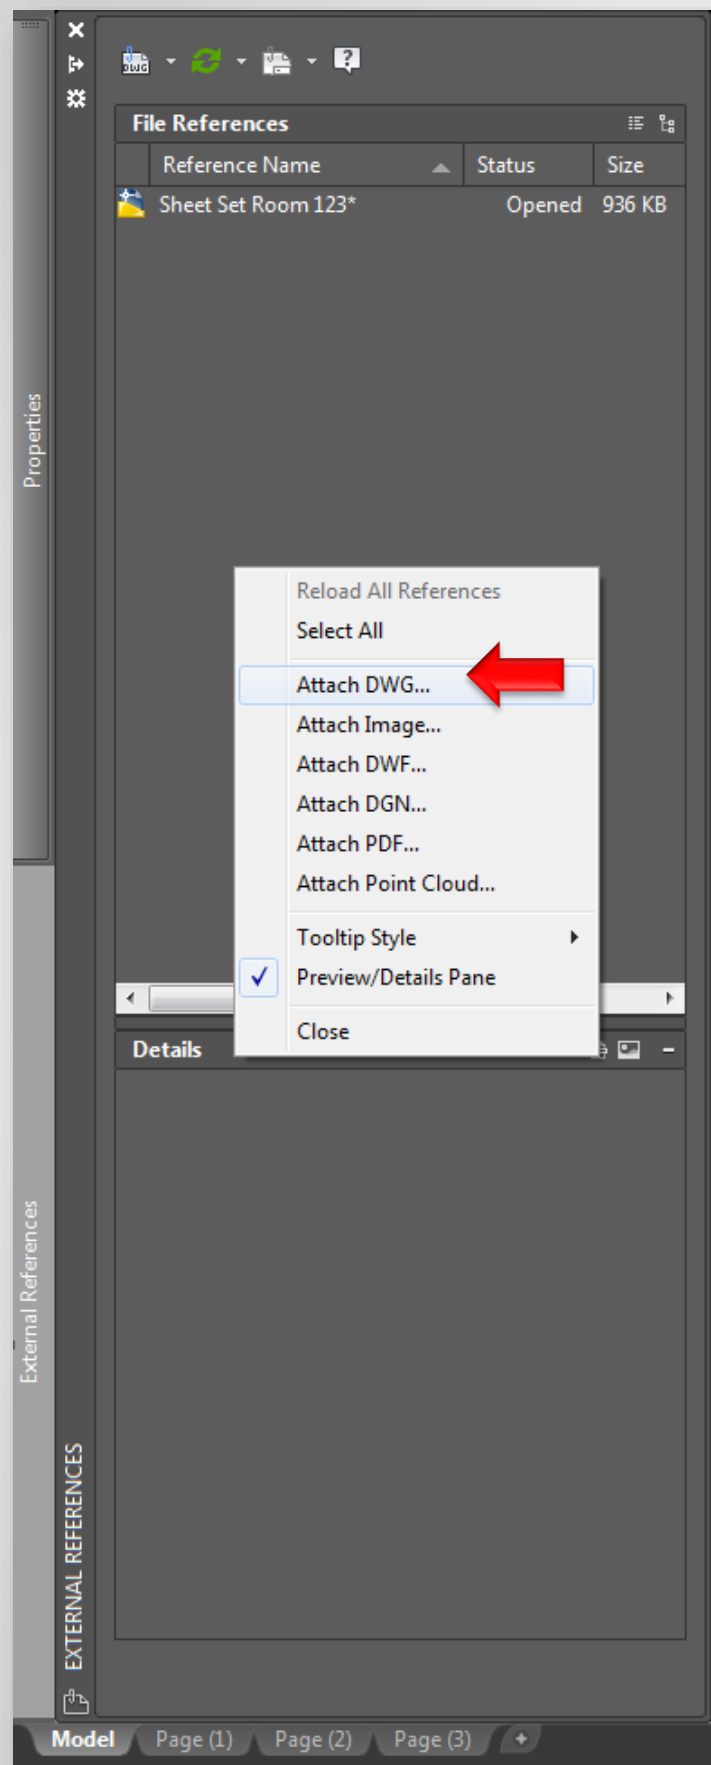 DWG
File References
Reference Name Status Size
Sheet Set Room 123* Opened 936 KB
Properties
Reload All References
Select All
Attach DWG...
Attach Image...
Attach DWF...
Attach DGN...
Attach PDF...
Attach Point Cloud...
Tooltip Style
Preview/Details Pane
Close
Details
External References
EXTERNAL REFERENCES
Model Page (1) Page (2) Page (3)